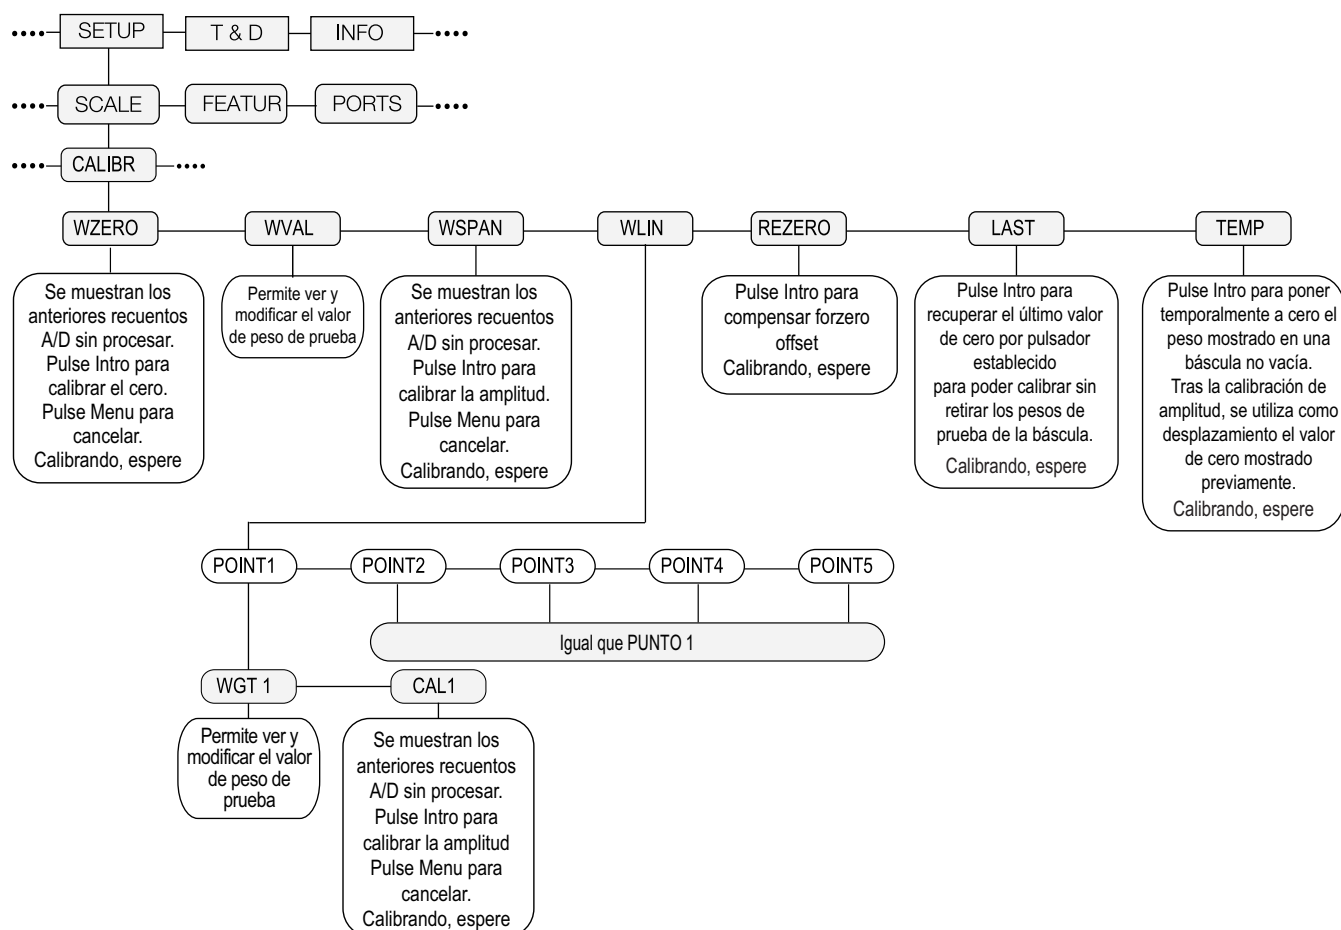 •••• SETUP T & D INFO ••••
•••• SCALE FEATUR PORTS ••••
•••• CALIBR ••••
WZERO WVAL WSPAN WLIN REZERO LAST TEMP
Se muestran los
anteriores recuentos
A/D sin procesar.
Pulse Intro para
calibrar el cero.
Pulse Menu para
cancelar.
Calibrando, espere
Permite ver y
modificar el valor
de peso de prueba
Se muestran los
anteriores recuentos
A/D sin procesar.
Pulse Intro para
calibrar la amplitud.
Pulse Menu para
cancelar.
Calibrando, espere
Pulse Intro para
compensar forzero
offset
Calibrando, espere
Pulse Intro para
recuperar el último valor
de cero por pulsador
establecido
para poder calibrar sin
retirar los pesos de
prueba de la báscula.
Calibrando, espere
Pulse Intro para poner
temporalmente a cero el
peso mostrado en una
báscula no vacía.
Tras la calibración de
amplitud, se utiliza como
desplazamiento el valor
de cero mostrado
previamente.
Calibrando, espere
POINT1 POINT2 POINT3 POINT4 POINT5
Igual que PUNTO 1
WGT 1 CAL1
Permite ver y
modificar el valor
de peso de
prueba
Se muestran los
anteriores recuentos
A/D sin procesar.
Pulse Intro para
calibrar la amplitud
Pulse Menu para
cancelar.
Calibrando, espere